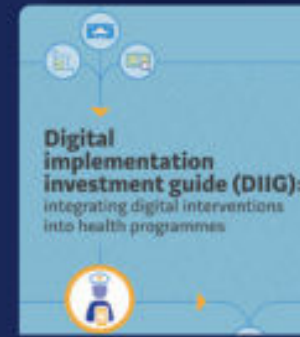 Digital
implementation
investment guide (DIIG):
integrating digital interventions
into health programmes